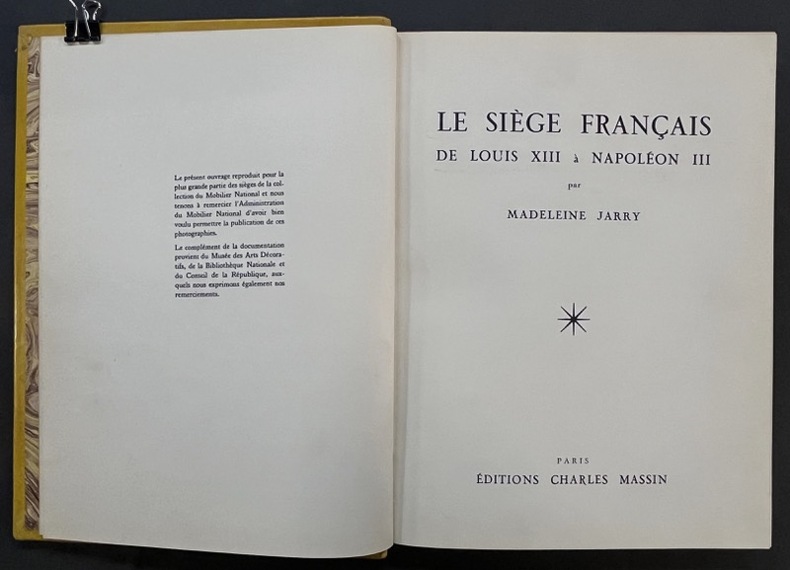 Le présent ouvrage reproduit pour la
plus grande partie des sièges de la col-
lection du Mobilier National et nous
tenons à remercier l'Administration
du Mobilier National d'avoir bien
voulu permettre la publication de ces
photographies.
Le complément de la documentation
provient du Musée des Arts Décora-
tifs, de la Bibliothèque Nationale et
du Conseil de la République, aux-
quels nous exprimons également nos
remerciements.
LE SIÈGE FRANÇAIS
DE LOUIS XIII à NAPOLÉON III
par
MADELEINE JARRY
PARIS
ÉDITIONS CHARLES MASSIN